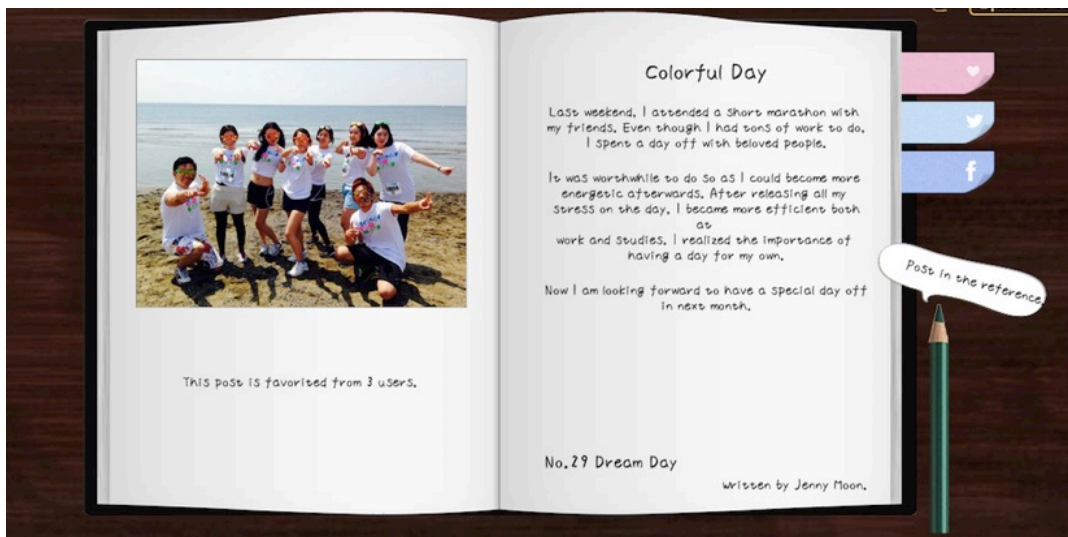 Colorful Day
Last weekend, I attended a short marathon with
my friends. Even though I had tons of work to do,
I spent a day off with beloved people.
It was worthwhile to do so as I could become more
energetic afterwards. After releasing all my
stress on the day, I became more efficient both
at
work and studies. I realized the importance of
having a day for my own.
Now I am looking forward to have a special day off
in next month.
This post is favorited from 3 users.
No.29 Dream Day
written by Jenny Moon.
Post in the reference.